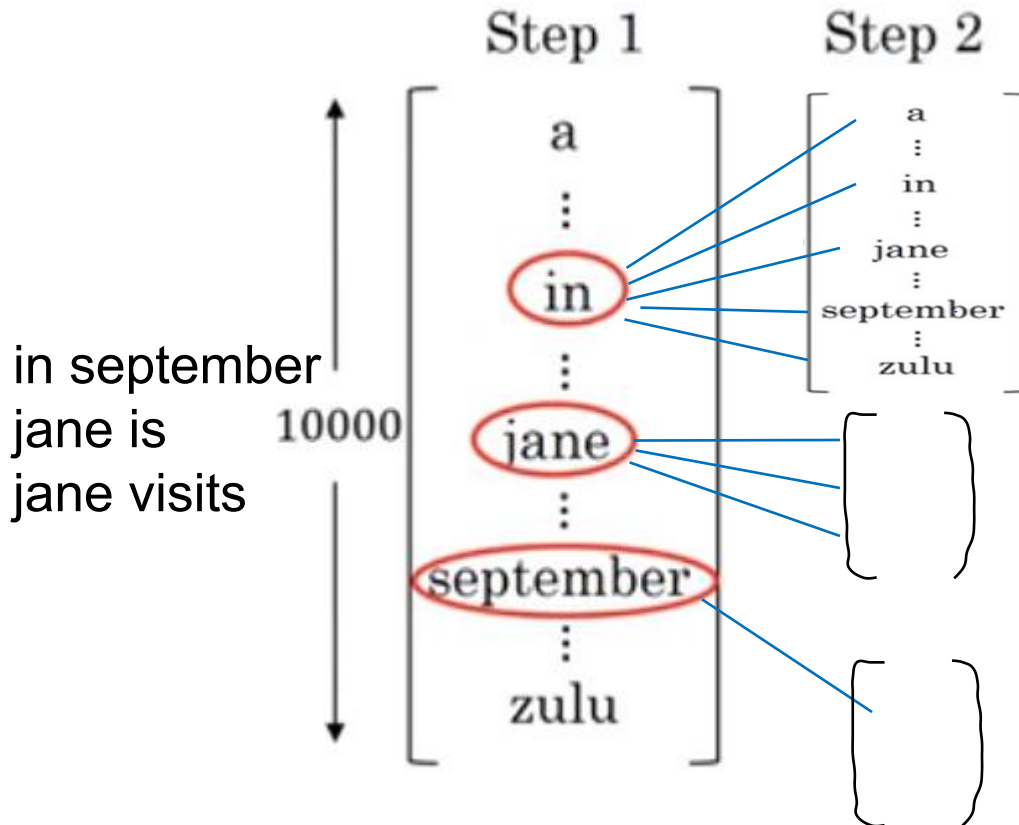 Step 1
Step 2
in september
jane is
jane visits
10000
a
⋮
in
⋮
jane
⋮
september
⋮
zulu
a
⋮
in
⋮
jane
⋮
september
⋮
zulu